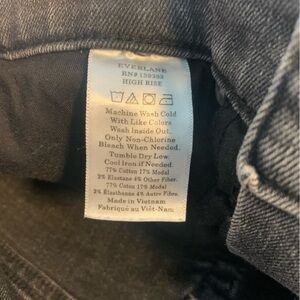 EVERLANE
RN# 139393
HIGH RISE
Machine Wash Cold
With Like Colors
Wash Inside Out.
Only Non-Chlorine
Bleach When Needed.
Tumble Dry Low.
Cool Iron if Needed.
77% Cotton 17% Modal
2% Elastane 4% Other Fiber.
77% Coton 17% Modal
2% Élasthanne 4% Autre Fibre.
Made in Vietnam
Fabriqué au Viêt-Nam